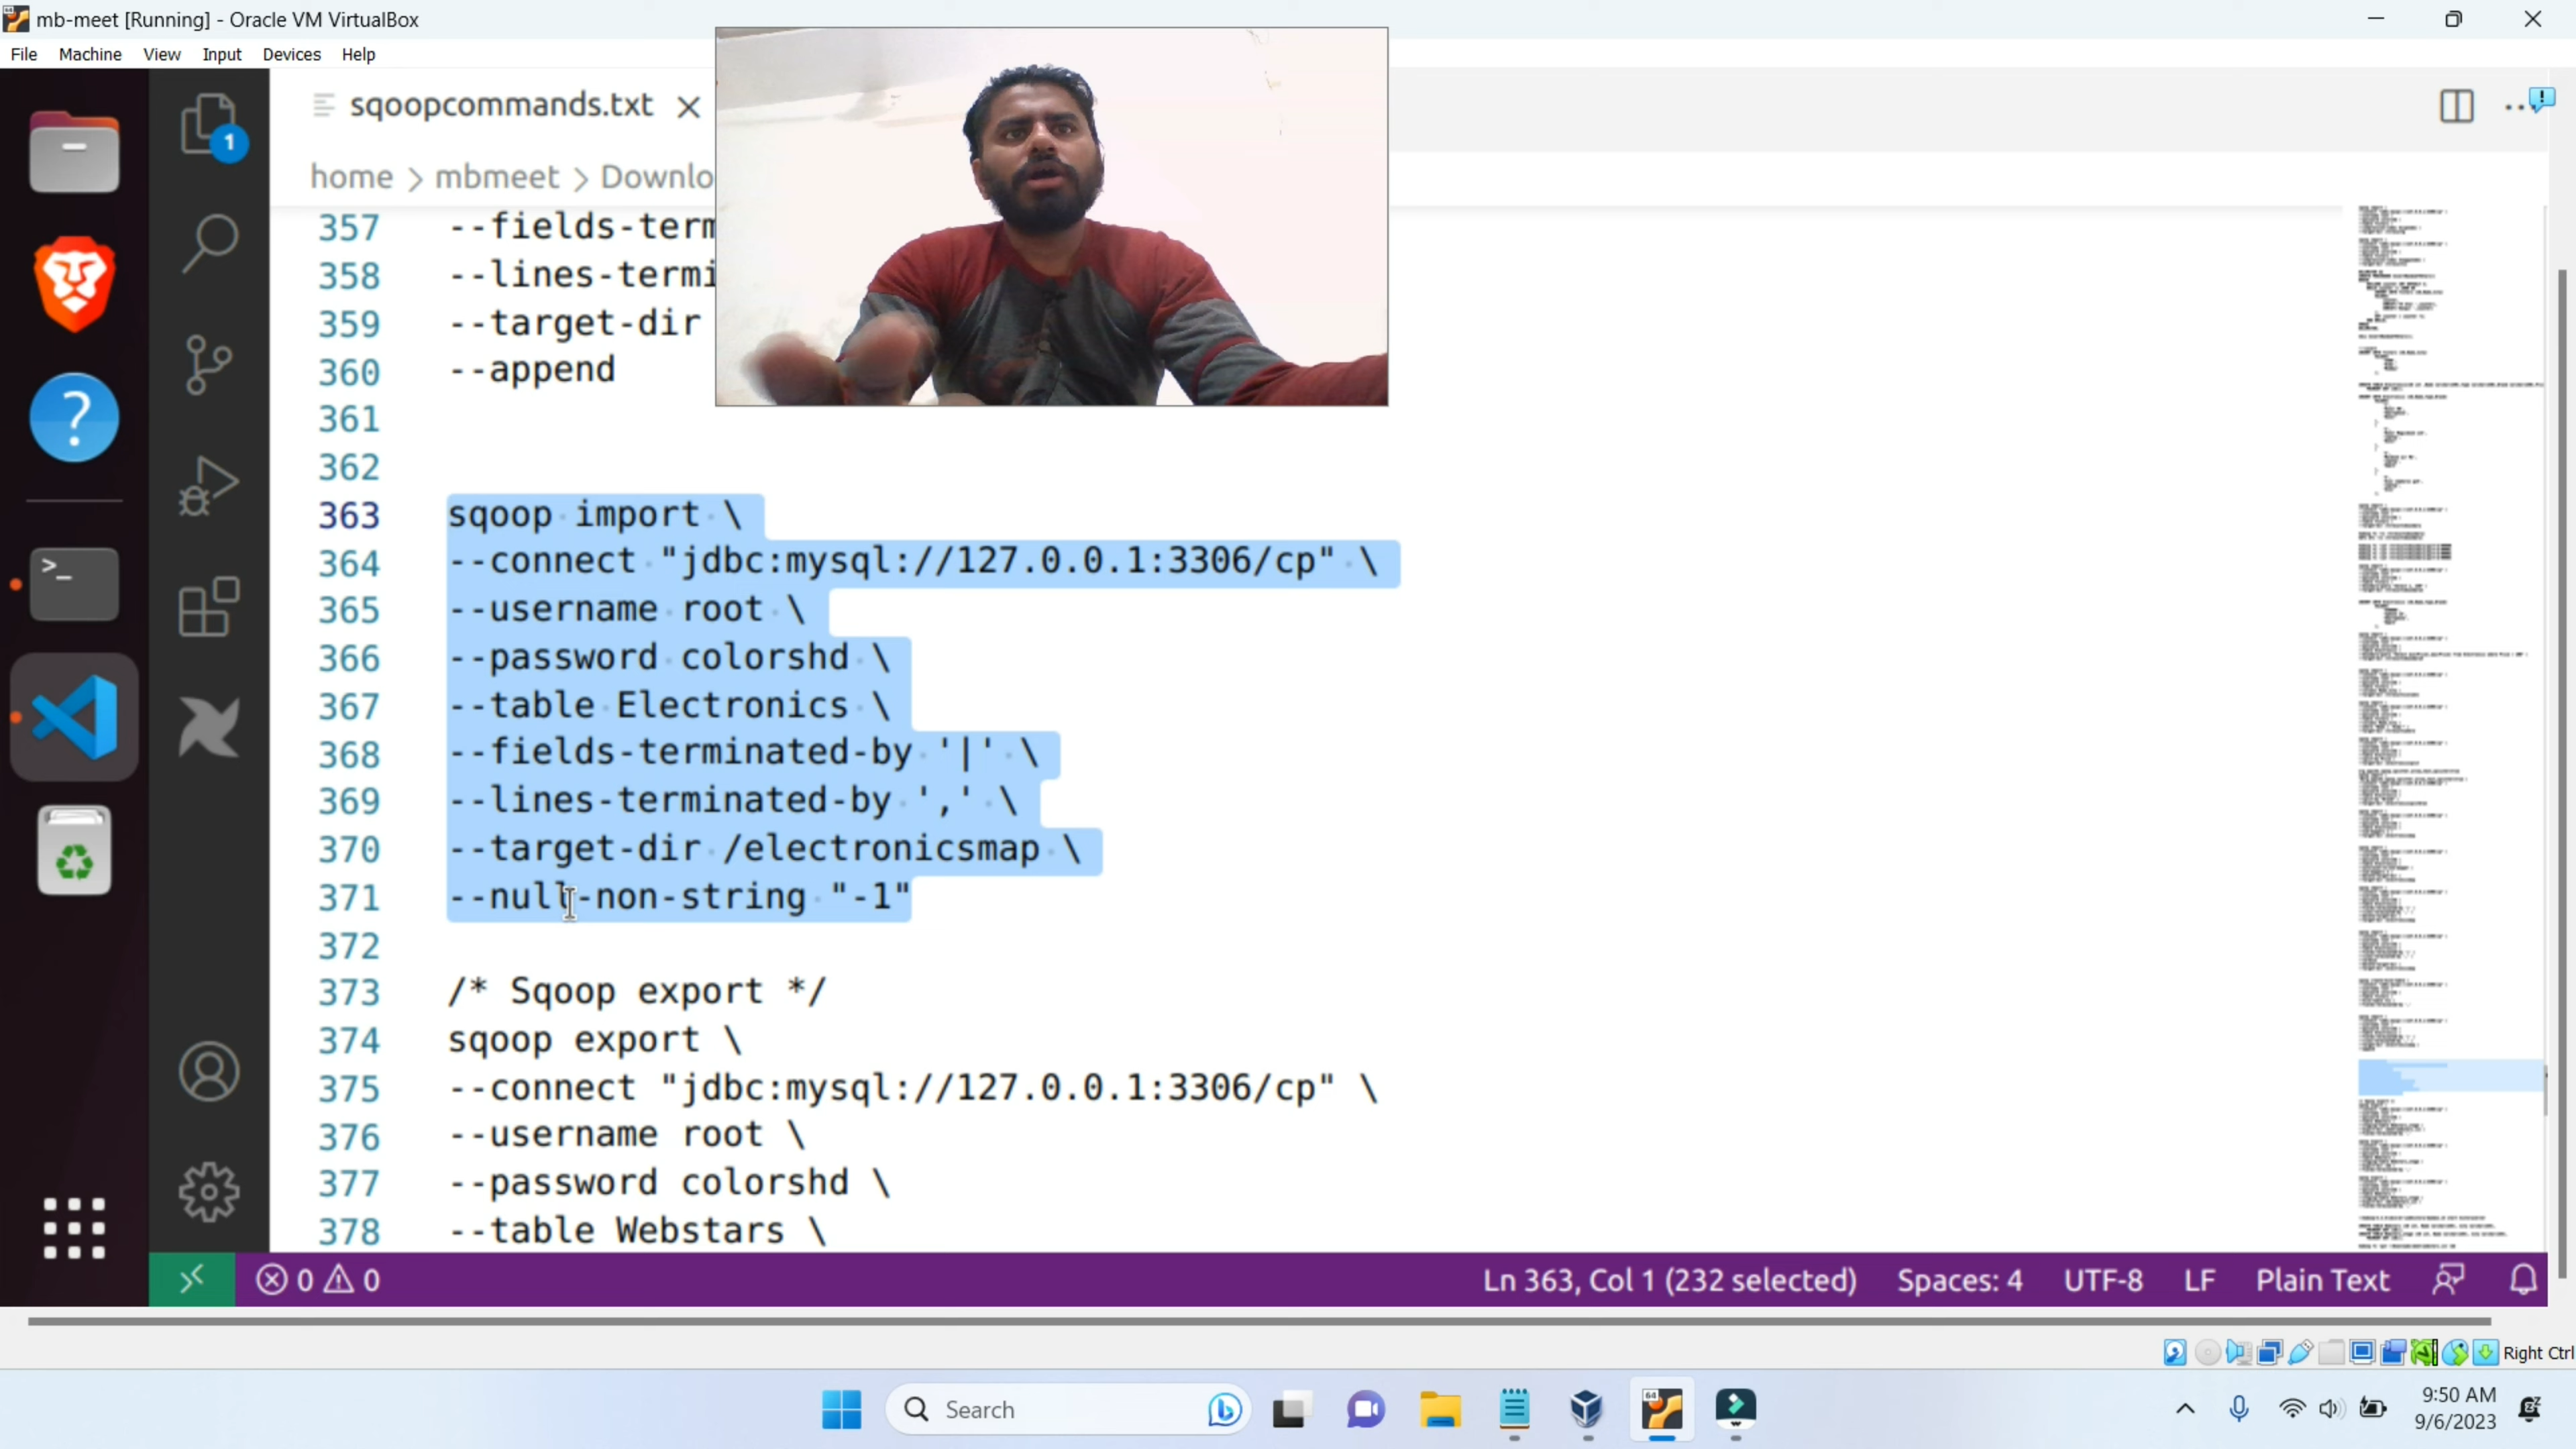 mb-meet [Running] - Oracle VM VirtualBox
File Machine View Input Devices Help
sqoopcommands.txt
1
home > mbmeet > Downlo
357 --fields-term
358 --lines-termi
359 --target-dir
360 --append
361
362
363 sqoop import \
364 --connect "jdbc:mysql://127.0.0.1:3306/cp" \
365 --username root \
366 --password colorshd \
367 --table Electronics \
368 --fields-terminated-by '|' \
369 --lines-terminated-by ',' \
370 --target-dir /electronicsmap \
371 --null-non-string "-1"
372
373 /* Sqoop export */
374 sqoop export \
375 --connect "jdbc:mysql://127.0.0.1:3306/cp" \
376 --username root \
377 --password colorshd \
378 --table Webstars \
0 0
Ln 363, Col 1 (232 selected) Spaces: 4 UTF-8 LF Plain Text
Right Ctrl
Search
64
9:50 AM
9/6/2023